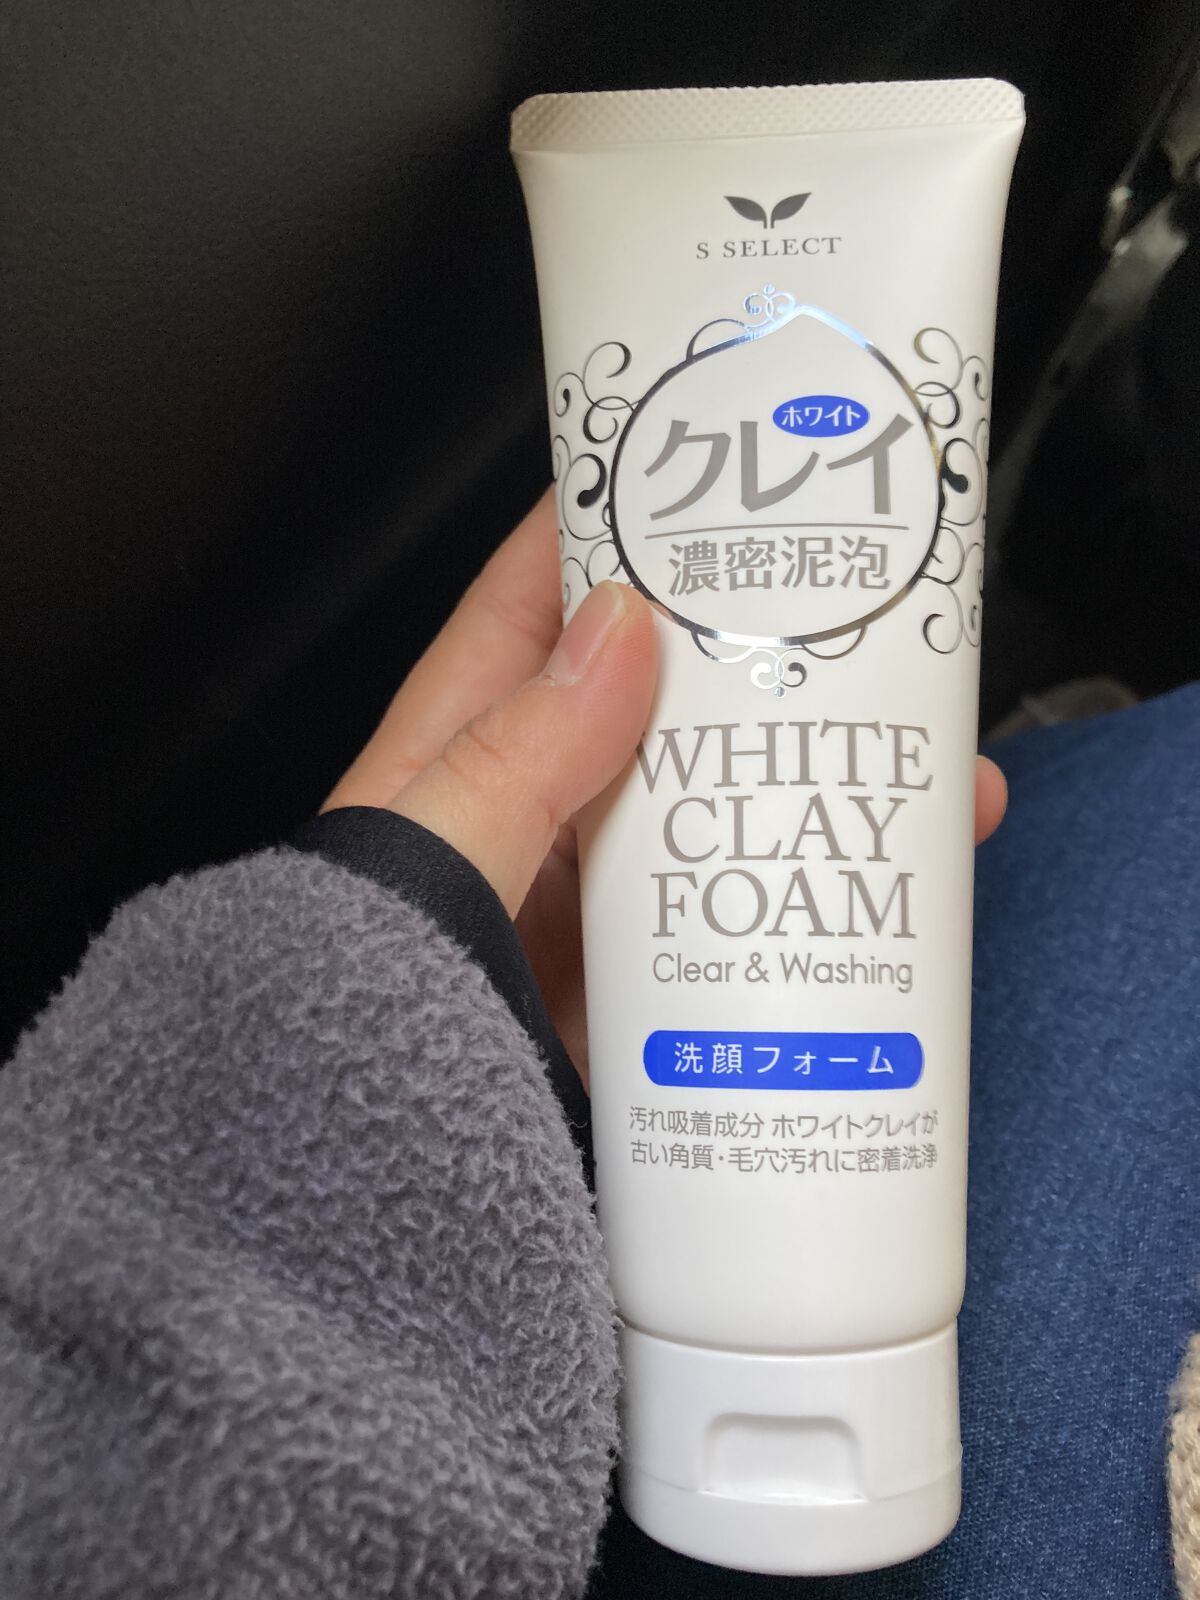 S SELECT
ホワイト
クレイ
濃密泥泡
WHITE
CLAY
FOAM
Clear & Washing
洗顔フォーム
汚れ吸着成分 ホワイトクレイが
古い角質・毛穴汚れに密着洗浄